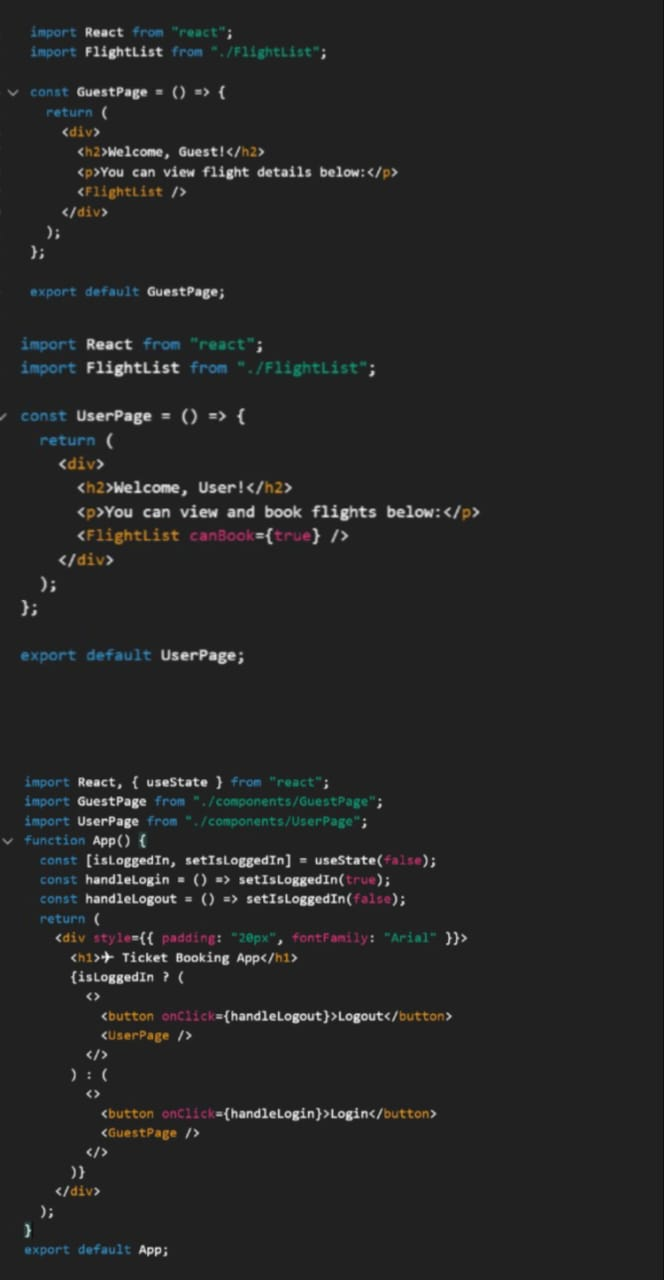 import React from "react";
import FlightList from "./FlightList";
const GuestPage = () => {
return (
<div>
<h2>Welcome, Guest!</h2>
<p>You can view flight details below:</p>
<FlightList />
</div>
);
};
export default GuestPage;
import React from "react";
import FlightList from "./FlightList";
const UserPage = () => {
return (
<div>
<h2>Welcome, User!</h2>
<p>You can view and book flights below:</p>
<FlightList canBook={true} />
</div>
);
};
export default UserPage;
import React, { useState } from "react";
import GuestPage from "./components/GuestPage";
import UserPage from "./components/UserPage";
function App() {
const [isLoggedIn, setIsLoggedIn] = useState(false);
const handleLogin = () => setIsLoggedIn(true);
const handleLogout = () => setIsLoggedIn(false);
return (
<div style={{ padding: "20px", fontFamily: "Arial" }}>
<h1>✈ Ticket Booking App</h1>
{isLoggedIn ? (
<>
<button onClick={handleLogout}>Logout</button>
<UserPage />
</>
) : (
<>
<button onClick={handleLogin}>Login</button>
<GuestPage />
</>
)}
</div>
);
}
export default App;